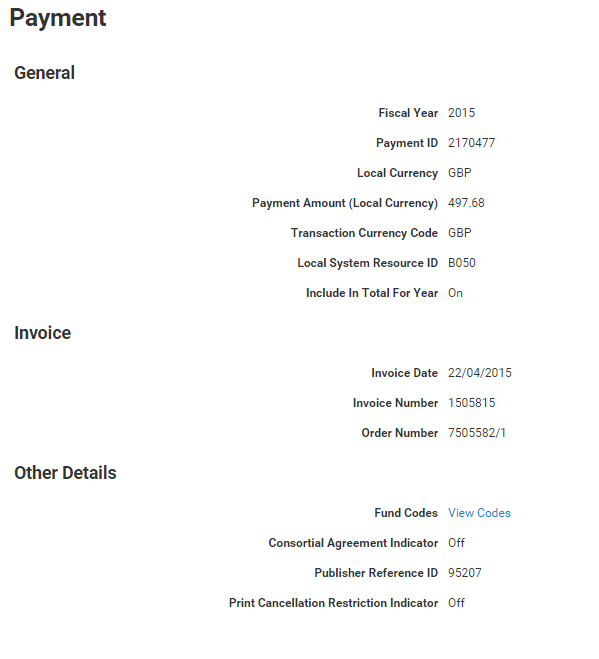 Payment
General
Fiscal Year 2015
Payment ID 2170477
Local Currency GBP
Payment Amount (Local Currency) 497.68
Transaction Currency Code GBP
Local System Resource ID B050
Include In Total For Year On
Invoice
Invoice Date 22/04/2015
Invoice Number 1505815
Order Number 7505582/1
Other Details
Fund Codes View Codes
Consortial Agreement Indicator Off
Publisher Reference ID 95207
Print Cancellation Restriction Indicator Off